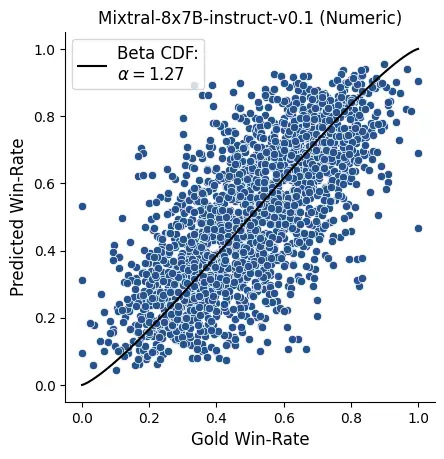 Mixtral-8x7B-instruct-v0.1 (Numeric)
Beta CDF:
α = 1.27
Predicted Win-Rate
1.0
0.8
0.6
0.4
0.2
0.0
0.0 0.2 0.4 0.6 0.8 1.0
Gold Win-Rate